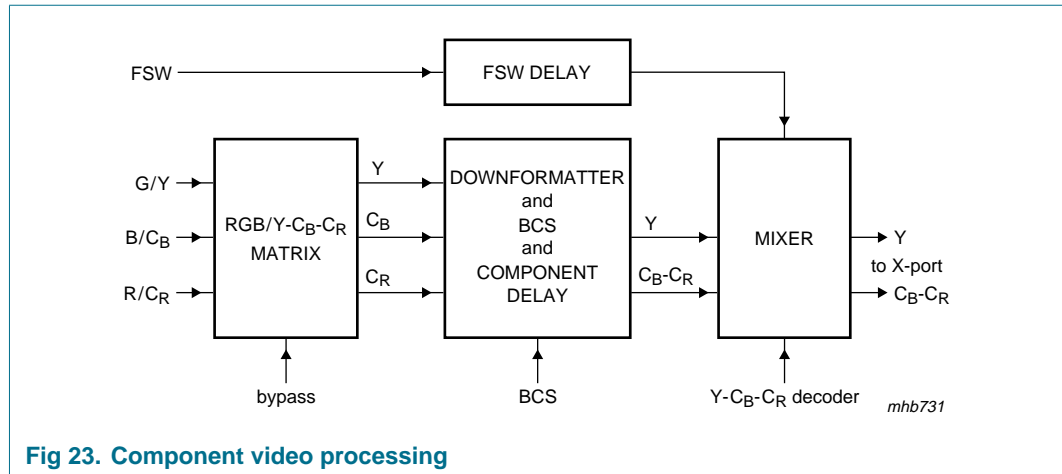 FSW
FSW DELAY
G/Y
B/CB
R/CR
RGB/Y-CB-CR
MATRIX
Y
CB
CR
DOWNFORMATTER
and
BCS
and
COMPONENT
DELAY
Y
CB-CR
MIXER
Y
to X-port
CB-CR
bypass
BCS
Y-CB-CR decoder
mhb731
Fig 23. Component video processing